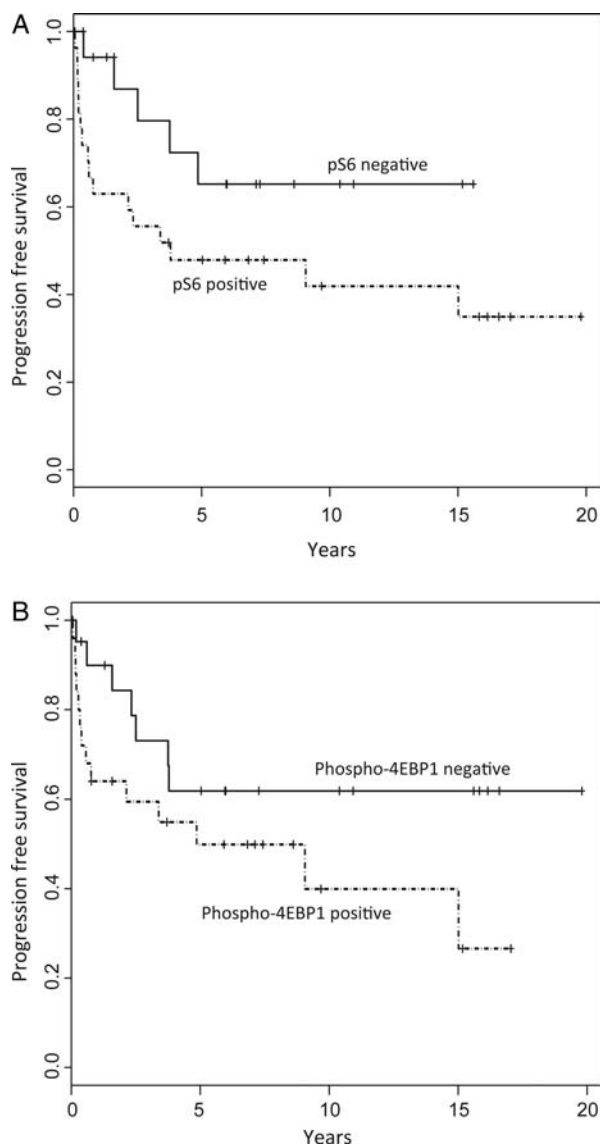 A
Progression free survival
1.0
0.8
0.6
0.4
0.2
0.0
pS6 negative
pS6 positive
0 5 10 15 20
Years
B
Progression free survival
1.0
0.8
0.6
0.4
0.2
0.0
Phospho-4EBP1 negative
Phospho-4EBP1 positive
0 5 10 15 20
Years